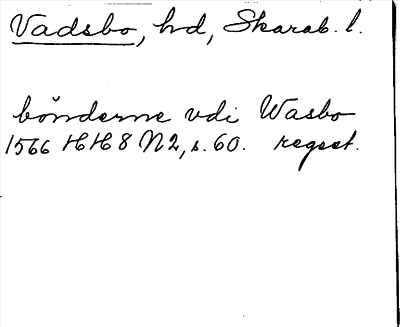 Vadsbo, hd, Skarab. l.
bönderne vdi Wasbo
1566 HH 8 N2, s. 60. regest.